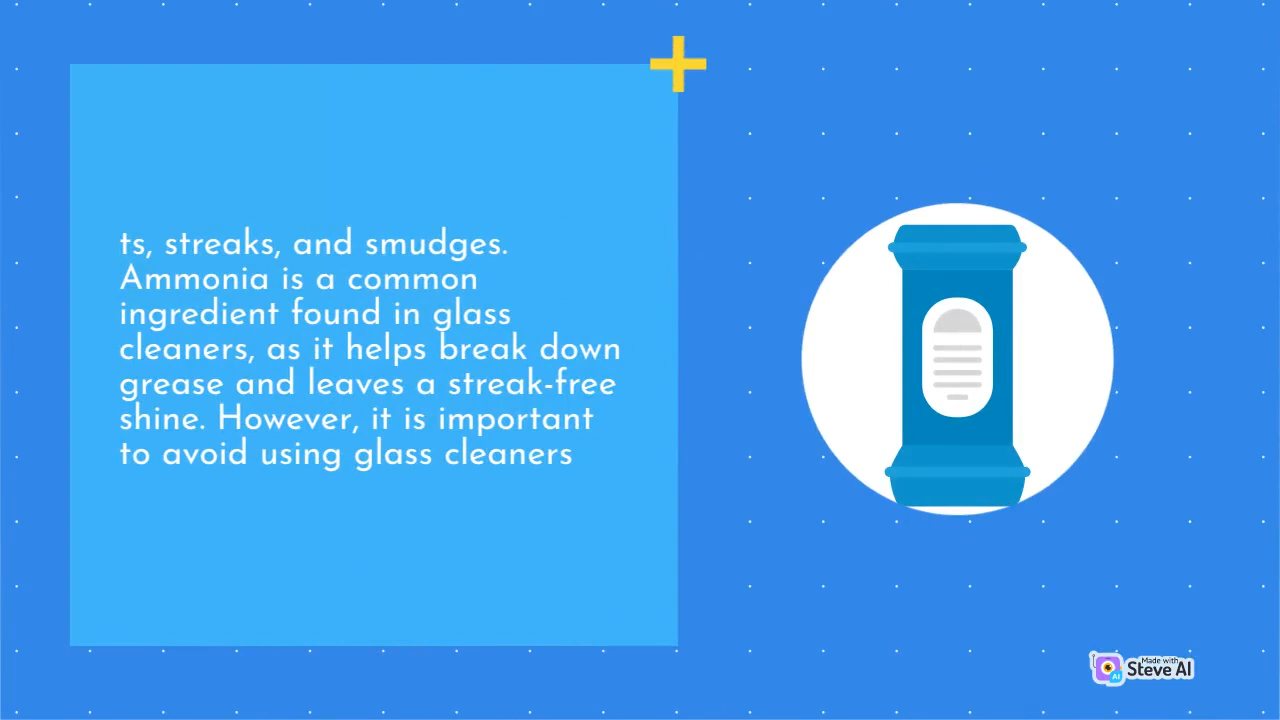 ts, streaks, and smudges.
Ammonia is a common
ingredient found in glass
cleaners, as it helps break down
grease and leaves a streak-free
shine. However, it is important
to avoid using glass cleaners
Made with
Steve AI
AI